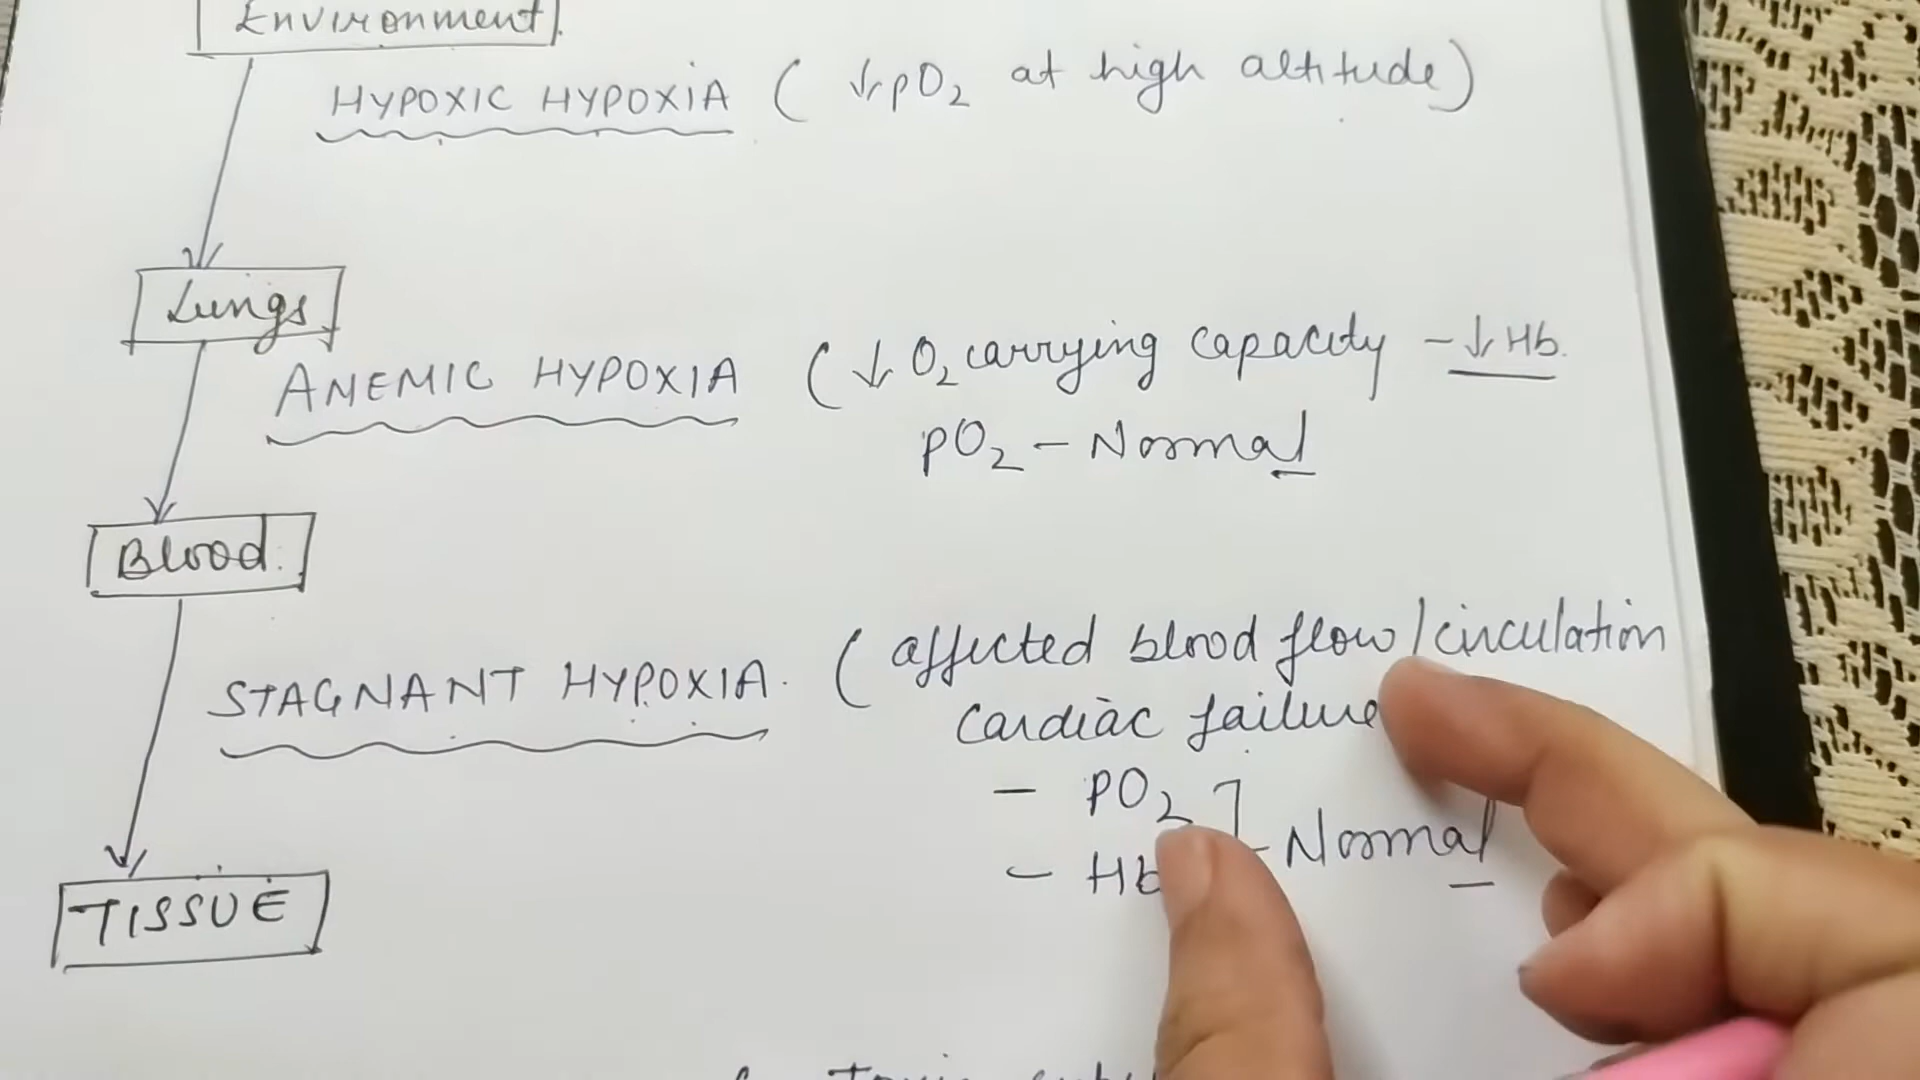 Environment
HYPOXIC HYPOXIA ( ↓ pO2 at high altitude)
Lungs
ANEMIC HYPOXIA ( ↓ O2 carrying capacity - ↓ Hb.
PO2 - Normal
Blood
STAGNANT HYPOXIA. ( affected blood flow/circulation
cardiac failure
- PO2
- Hb
- Normal
TISSUE